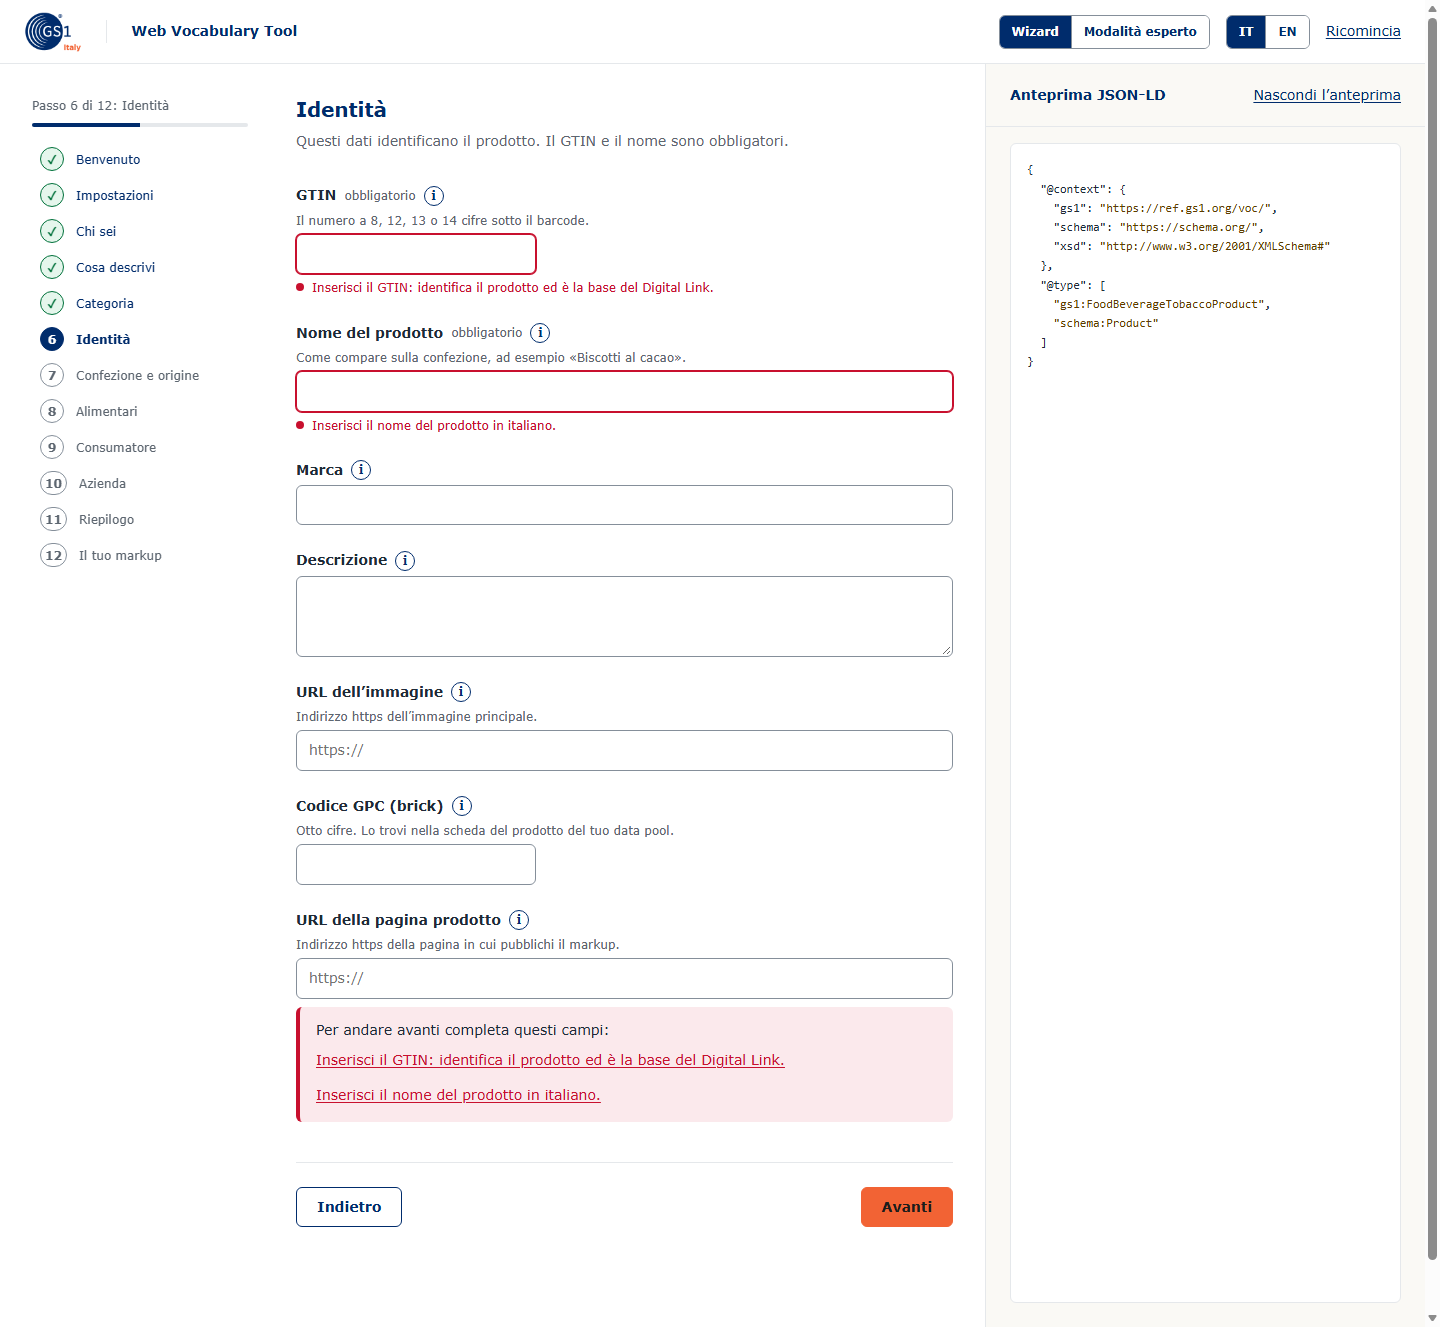 GS1
Italy
Web Vocabulary Tool
Wizard
Modalità esperto
IT
EN
Ricomincia
Passo 6 di 12: Identità
Benvenuto
Impostazioni
Chi sei
Cosa descrivi
Categoria
6 Identità
7 Confezione e origine
8 Alimentari
9 Consumatore
10 Azienda
11 Riepilogo
12 Il tuo markup
Identità
Questi dati identificano il prodotto. Il GTIN e il nome sono obbligatori.
GTIN obbligatorio i
Il numero a 8, 12, 13 o 14 cifre sotto il barcode.
Inserisci il GTIN: identifica il prodotto ed è la base del Digital Link.
Nome del prodotto obbligatorio i
Come compare sulla confezione, ad esempio «Biscotti al cacao».
Inserisci il nome del prodotto in italiano.
Marca i
Descrizione i
URL dell’immagine i
Indirizzo https dell’immagine principale.
https://
Codice GPC (brick) i
Otto cifre. Lo trovi nella scheda del prodotto del tuo data pool.
URL della pagina prodotto i
Indirizzo https della pagina in cui pubblichi il markup.
https://
Per andare avanti completa questi campi:
Inserisci il GTIN: identifica il prodotto ed è la base del Digital Link.
Inserisci il nome del prodotto in italiano.
Indietro
Avanti
Anteprima JSON-LD
Nascondi l’anteprima
{
"@context": {
"gs1": "https://ref.gs1.org/voc/",
"schema": "https://schema.org/",
"xsd": "http://www.w3.org/2001/XMLSchema#"
},
"@type": [
"gs1:FoodBeverageTobaccoProduct",
"schema:Product"
]
}